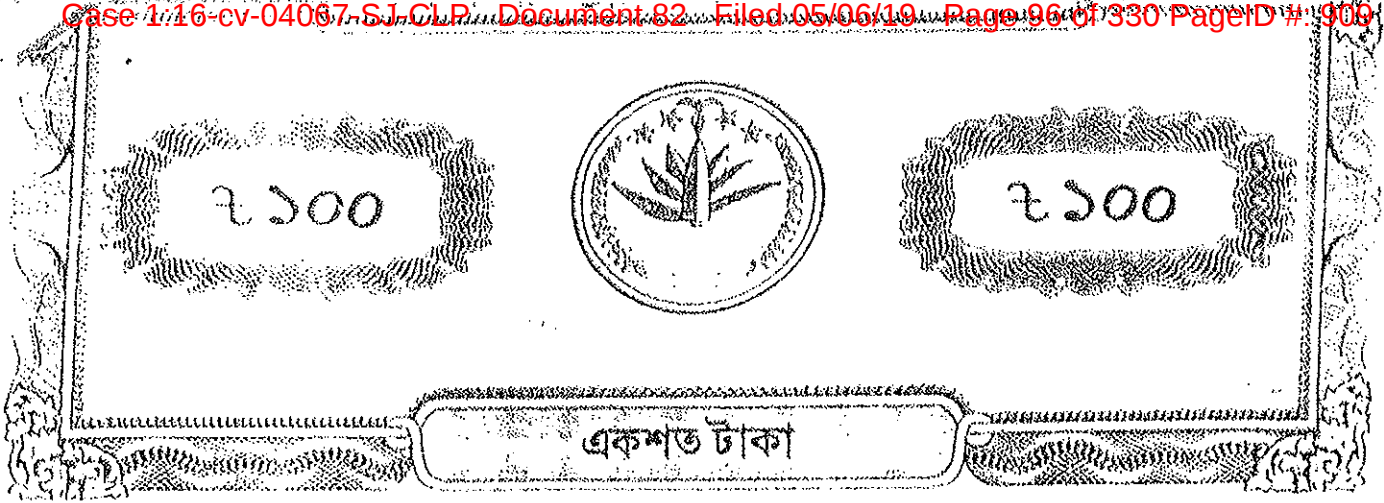 Case 1:16-cv-04067-SJ-CLP Document 82 Filed 05/06/19 Page 96 of 330 PageID #: 909
৳১০০ ৳১০০
একশত টাকা